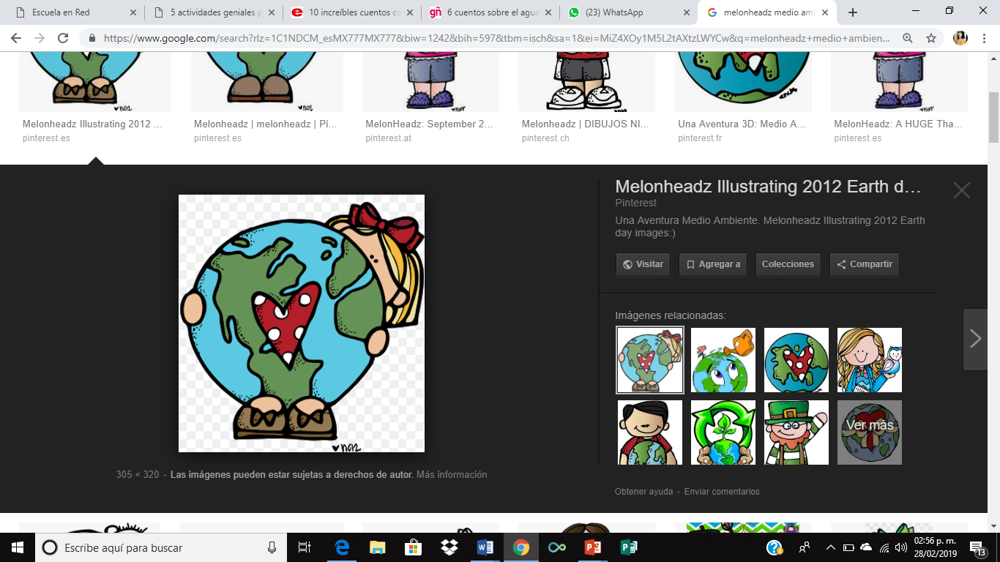 Escuela en Red
5 actividades geniales p
10 increíbles cuentos co
gñ
6 cuentos sobre el agua
(23) WhatsApp
melonheadz medio am
https://www.google.com/search?rlz=1C1NDCM_esMX777MX777&biw=1242&bih=597&tbm=isch&sa=1&ei=MiZ4XOy1M5L2tAXtzLWYCw&q=melonheadz+medio+ambien...
Melonheadz Illustrating 2012 ...
pinterest.es
Melonheadz | melonheadz | Pi...
pinterest.es
MelonHeadz: September 2...
pinterest.at
Melonheadz | DIBUJOS NI...
pinterest.ch
Una Aventura 3D: Medio A...
pinterest.fr
MelonHeadz: A HUGE Tha...
pinterest.es
Melonheadz Illustrating 2012 Earth d...
Pinterest
Una Aventura Medio Ambiente. Melonheadz Illustrating 2012 Earth
day images:)
Visitar
Agregar a
Colecciones
Compartir
Imágenes relacionadas:
Ver más
305 × 320 - Las imágenes pueden estar sujetas a derechos de autor. Más información
Obtener ayuda - Enviar comentarios
Escribe aquí para buscar
02:56 p. m.
28/02/2019
13